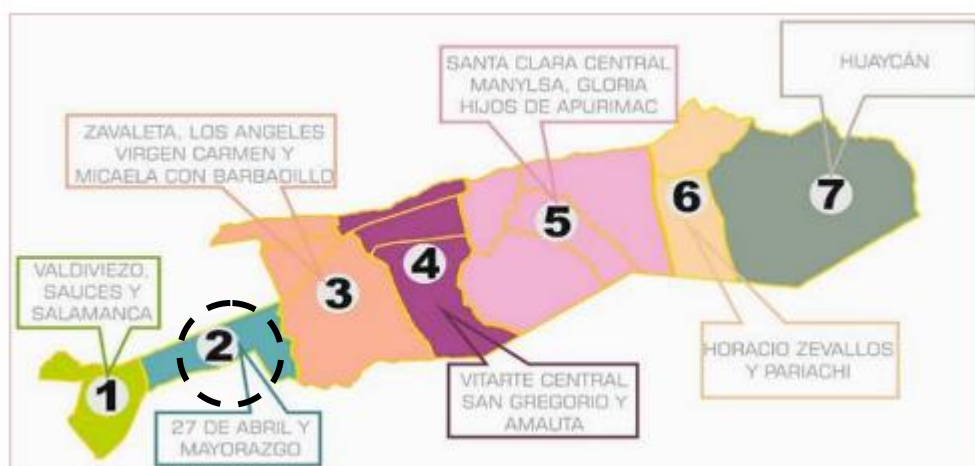 SANTA CLARA CENTRAL
MANYLSA, GLORIA
HIJOS DE APURIMAC
HUAYCÁN
ZAVALETA, LOS ANGELES
VIRGEN CARMEN Y
MICAELA CON BARBADILLO
VALDIVIEZO,
SAUCES Y
SALAMANCA
1
2
3
4
5
6
7
27 DE ABRIL Y
MAYORAZGO
VITARTE CENTRAL
SAN GREGORIO Y
AMAUTA
HORACIO ZEVALLOS
Y PARIACHI